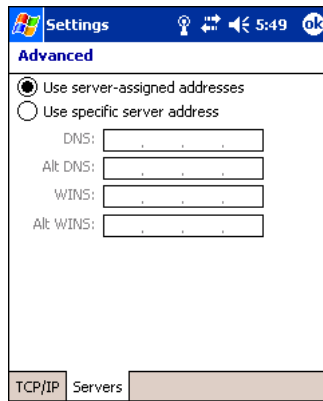 Settings 5:49 ok
Advanced
Use server-assigned addresses
Use specific server address
DNS: . . .
Alt DNS: . . .
WINS: . . .
Alt WINS: . . .
TCP/IP Servers